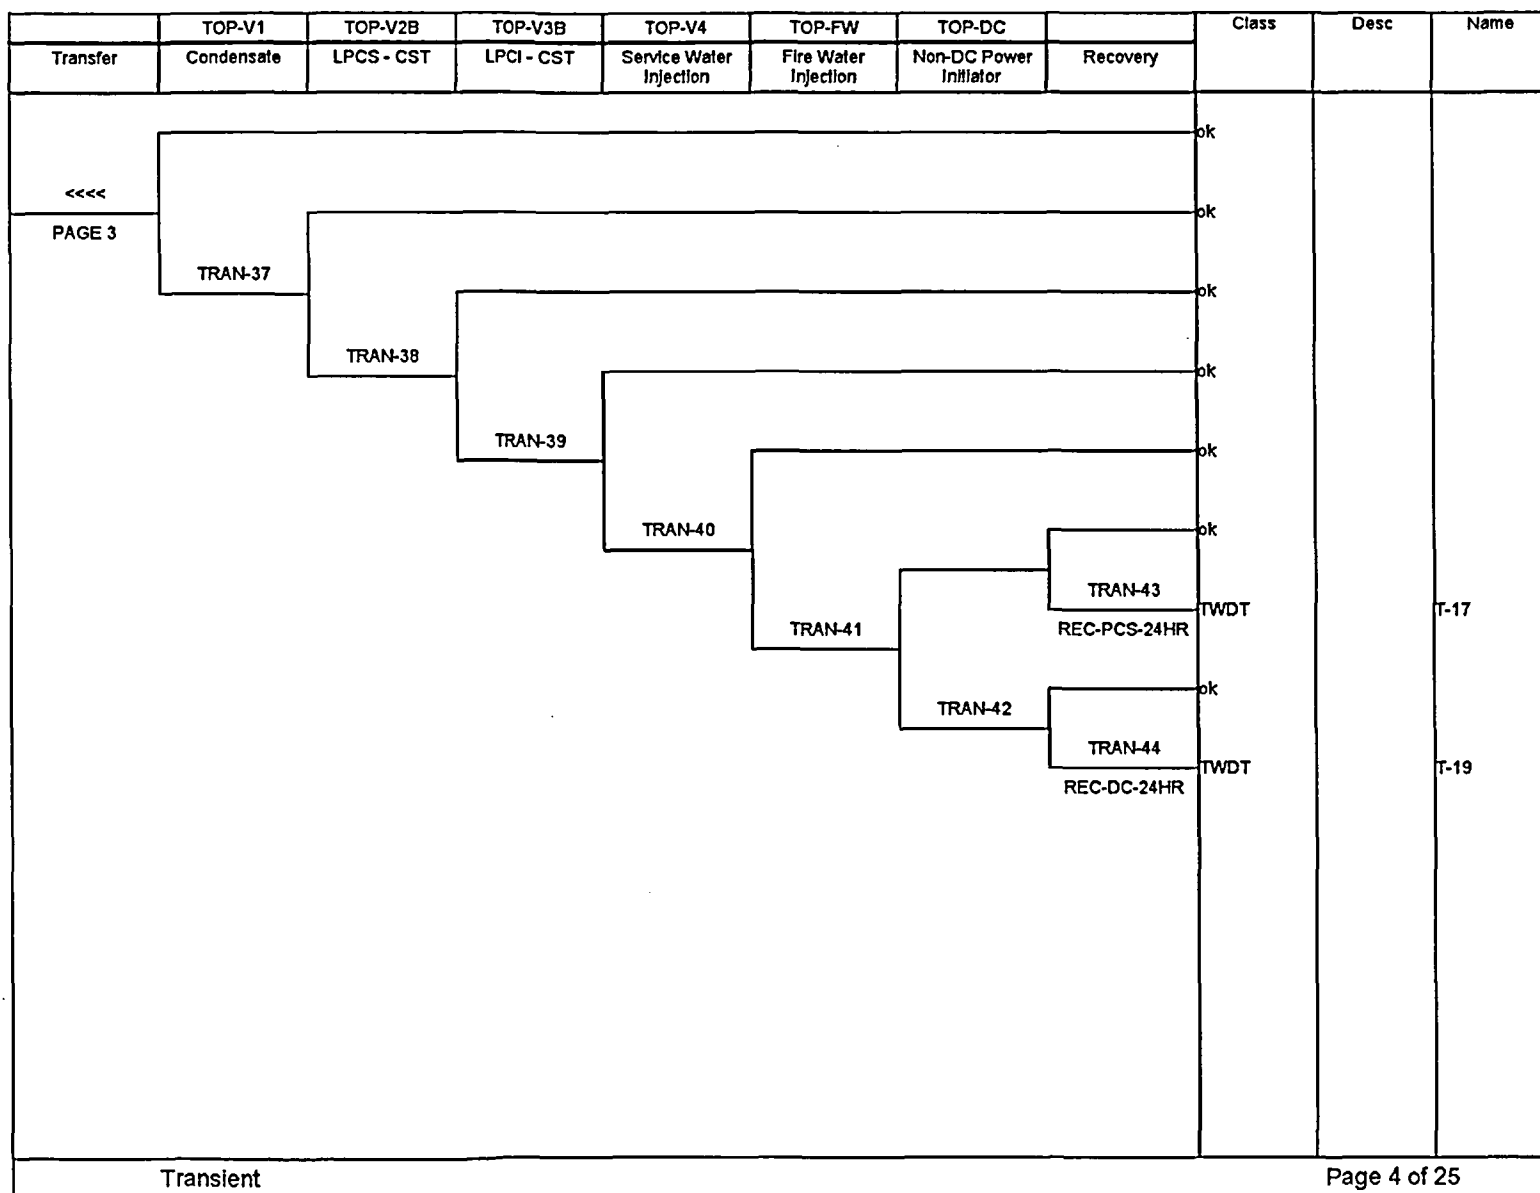 TOP-V1 TOP-V2B TOP-V3B TOP-V4 TOP-FW TOP-DC Class Desc Name
Transfer Condensate LPCS - CST LPCI - CST Service Water Injection Fire Water Injection Non-DC Power Initiator Recovery
ok
<<<<
PAGE 3
ok
TRAN-37
ok
TRAN-38
ok
TRAN-39
ok
TRAN-40
ok
TRAN-43
TWDT T-17
REC-PCS-24HR
TRAN-41
ok
TRAN-42
TRAN-44
TWDT T-19
REC-DC-24HR
Transient Page 4 of 25